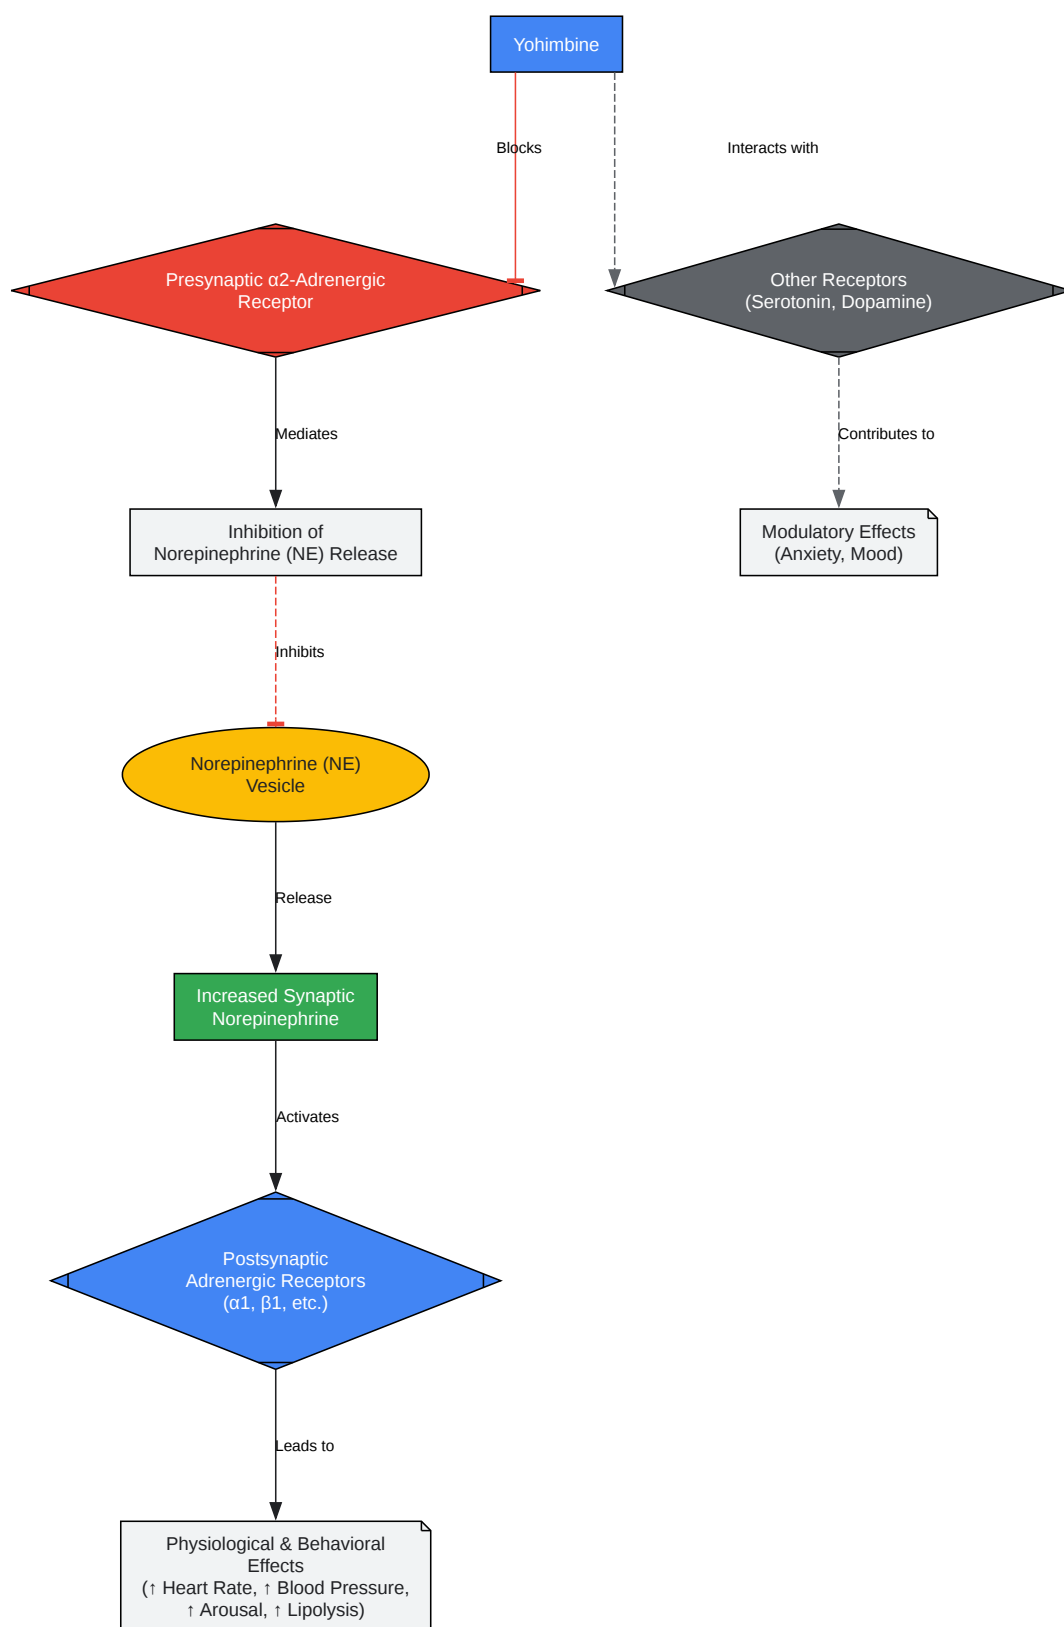 Yohimbine
Blocks
Interacts with
Presynaptic α2-Adrenergic
Receptor
Other Receptors
(Serotonin, Dopamine)
Mediates
Contributes to
Inhibition of
Norepinephrine (NE) Release
Modulatory Effects
(Anxiety, Mood)
Inhibits
Norepinephrine (NE)
Vesicle
Release
Increased Synaptic
Norepinephrine
Activates
Postsynaptic
Adrenergic Receptors
(α1, β1, etc.)
Leads to
Physiological & Behavioral
Effects
(↑ Heart Rate, ↑ Blood Pressure,
↑ Arousal, ↑ Lipolysis)